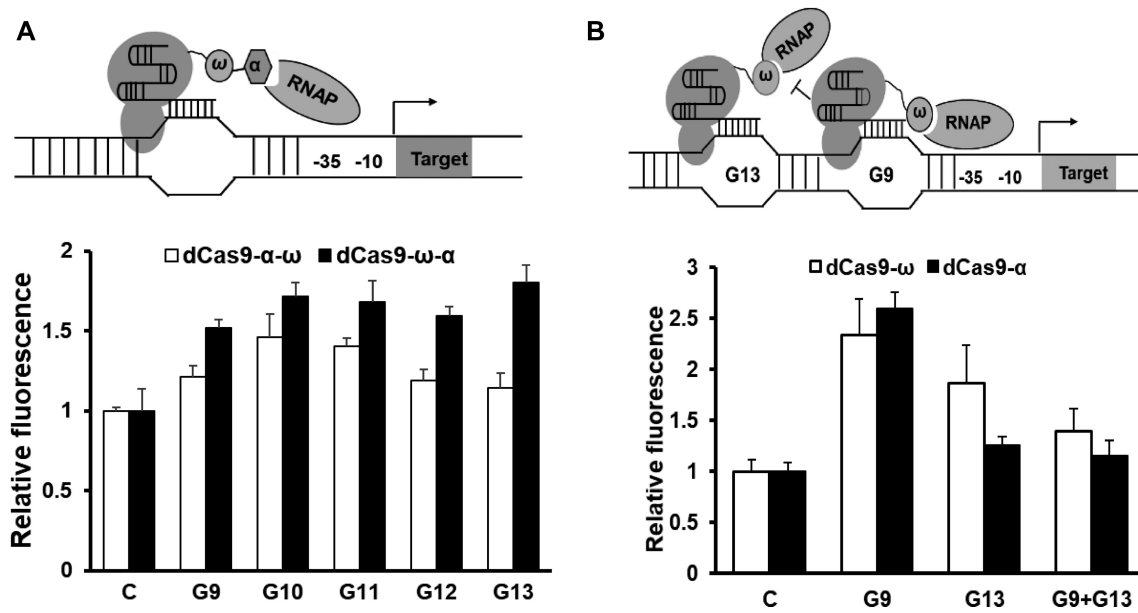 A
ω α RNAP
-35 -10 Target
dCas9-α-ω dCas9-ω-α
Relative fluorescence
2
1.5
1
0.5
0
C G9 G10 G11 G12 G13
B
RNAP
ω
ω RNAP
G13 G9 -35 -10 Target
dCas9-ω dCas9-α
Relative fluorescence
3
2.5
2
1.5
1
0.5
0
C G9 G13 G9+G13